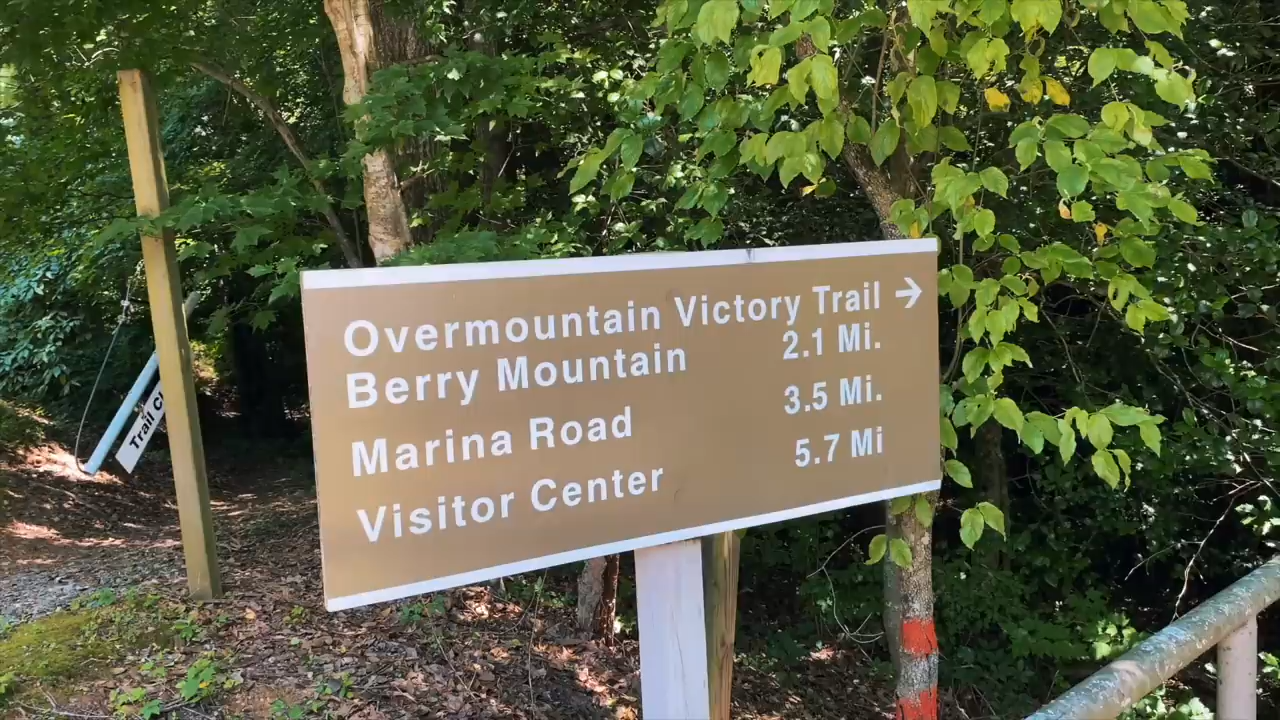 Overmountain Victory Trail →
Berry Mountain 2.1 Mi.
Marina Road 3.5 Mi.
Visitor Center 5.7 Mi
Trail